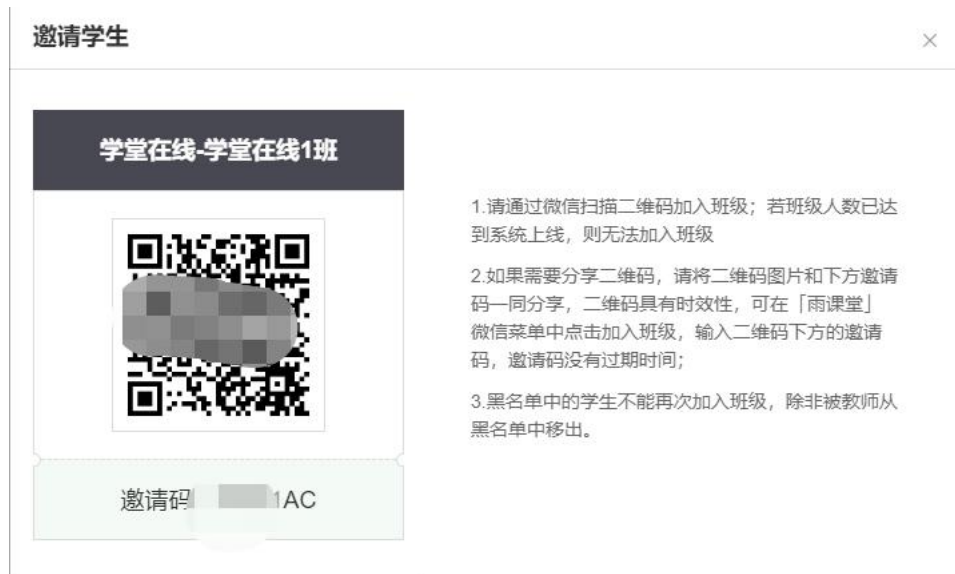 邀请学生
学堂在线-学堂在线1班
1.请通过微信扫描二维码加入班级；若班级人数已达
到系统上线，则无法加入班级
2.如果需要分享二维码，请将二维码图片和下方邀请
码一同分享，二维码具有时效性，可在「雨课堂」
微信菜单中点击加入班级，输入二维码下方的邀请
码，邀请码没有过期时间；
3.黑名单中的学生不能再次加入班级，除非被教师从
黑名单中移出。
邀请码 1AC